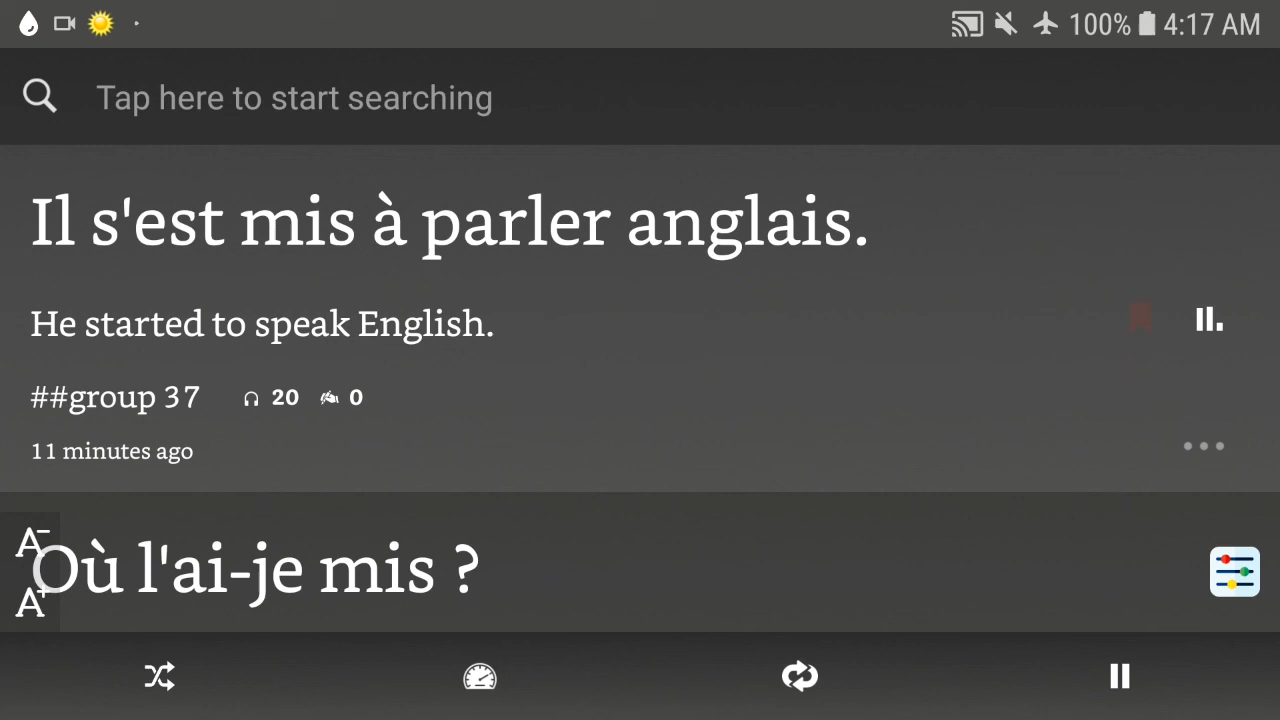 100% 4:17 AM
Tap here to start searching
Il s'est mis à parler anglais.
He started to speak English.
##group 37 20 0
11 minutes ago
A-
Où l'ai-je mis ?
A+